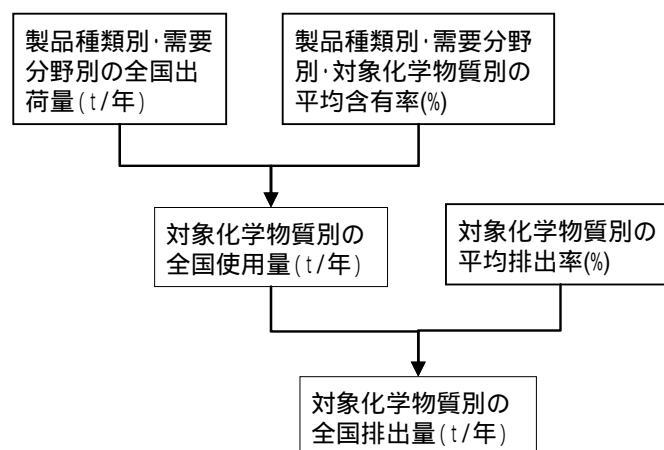 製品種類別･需要
分野別の全国出
荷量(t/年)
製品種類別･需要分野
別･対象化学物質別の
平均含有率(%)
対象化学物質別の
全国使用量(t/年)
対象化学物質別の
平均排出率(%)
対象化学物質別の
全国排出量(t/年)